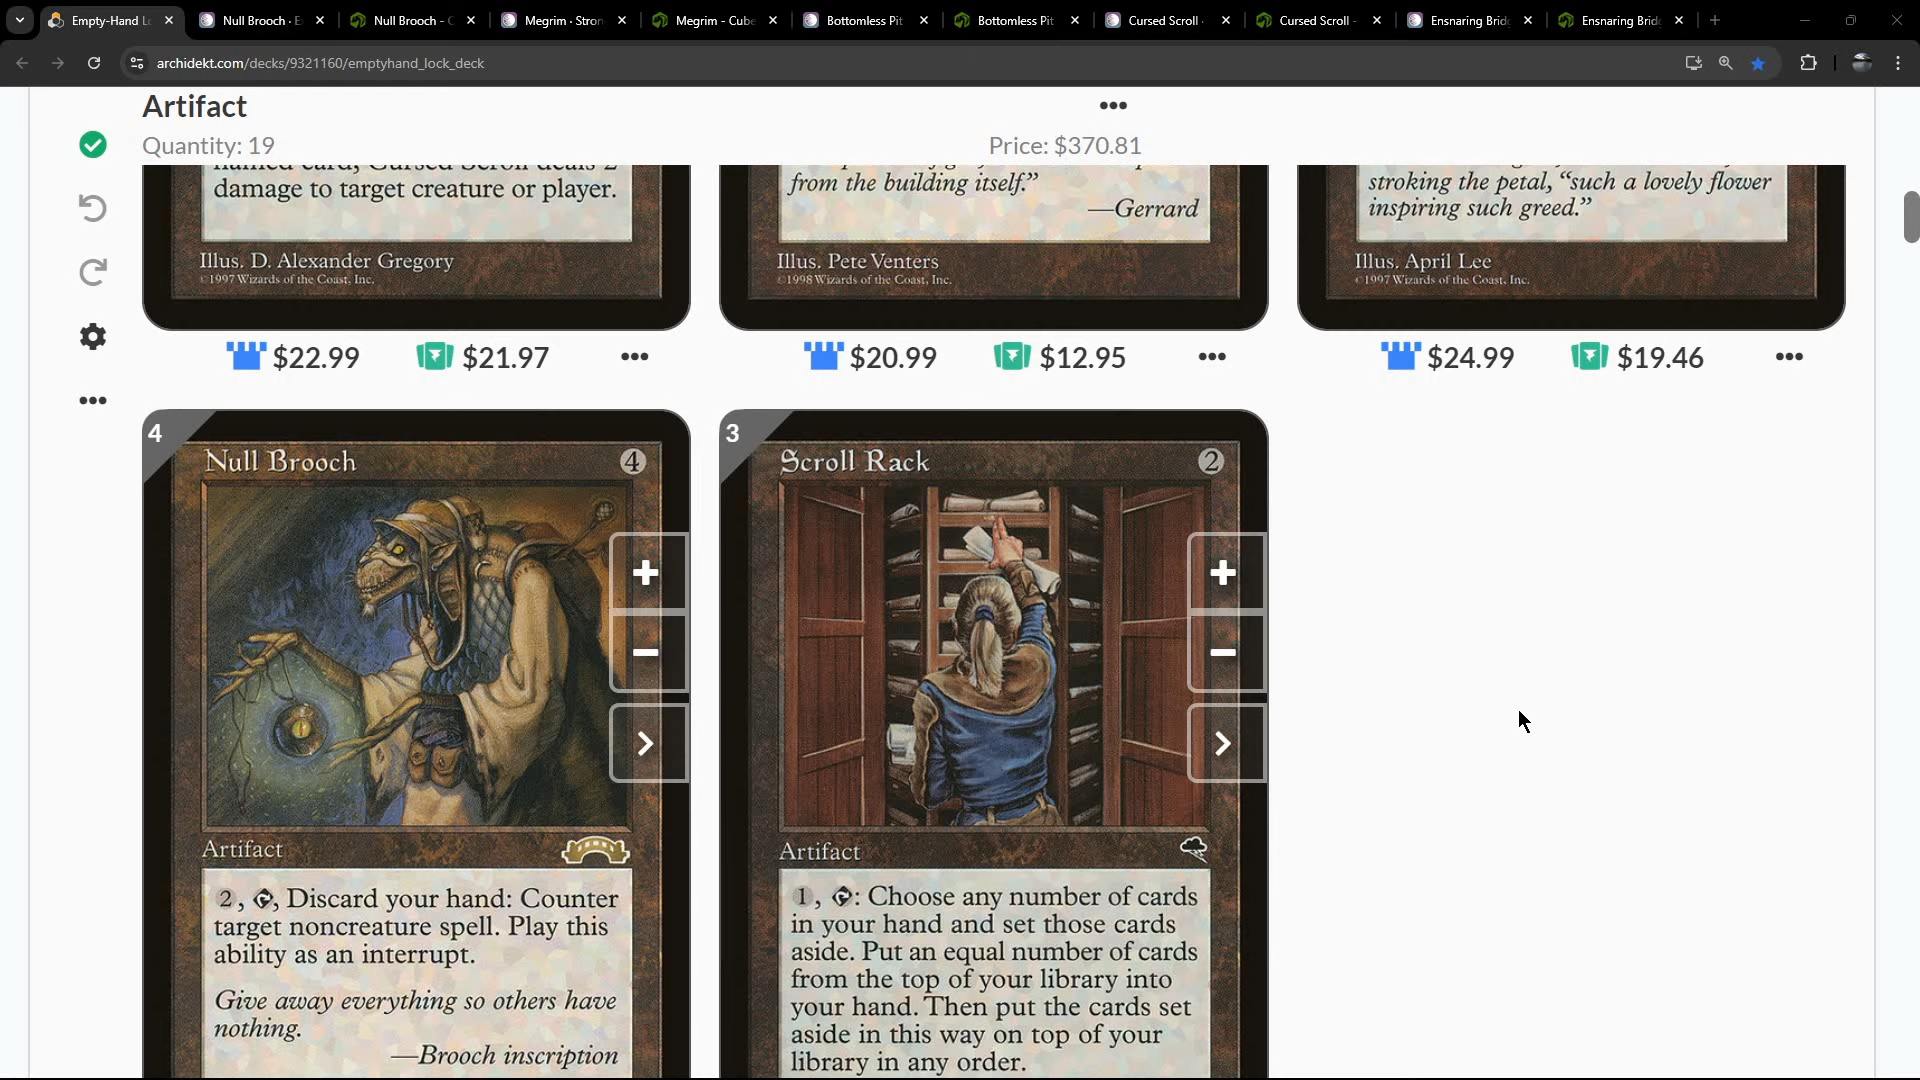 Empty-Hand Lo
Null Brooch · E
Null Brooch - C
Megrim · Stron
Megrim - Cube
Bottomless Pit
Bottomless Pit
Cursed Scroll ·
Cursed Scroll -
Ensnaring Brid
Ensnaring Brid
archidekt.com/decks/9321160/emptyhand_lock_deck
Artifact
Quantity: 19
Price: $370.81
damage to target creature or player.
Illus. D. Alexander Gregory
©1997 Wizards of the Coast, Inc.
from the building itself.”
—Gerrard
Illus. Pete Venters
©1998 Wizards of the Coast, Inc.
stroking the petal, “such a lovely flower
inspiring such greed.”
Illus. April Lee
©1997 Wizards of the Coast, Inc.
$22.99
$21.97
$20.99
$12.95
$24.99
$19.46
4
Null Brooch
4
Artifact
2, , Discard your hand: Counter
target noncreature spell. Play this
ability as an interrupt.
Give away everything so others have
nothing.
—Brooch inscription
3
Scroll Rack
2
Artifact
1, : Choose any number of cards
in your hand and set those cards
aside. Put an equal number of cards
from the top of your library into
your hand. Then put the cards set
aside in this way on top of your
library in any order.